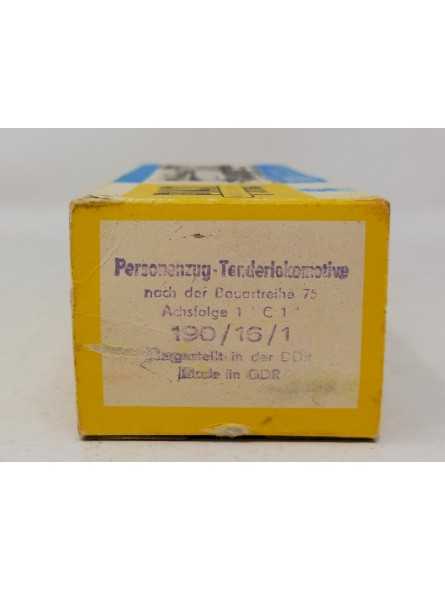 Personenzug-Tenderlokomotive
nach der Bauartreihe 75
Achsfolge 1 ' C 1 '
190/16/1
Hergestellt in der DDR
Made in GDR